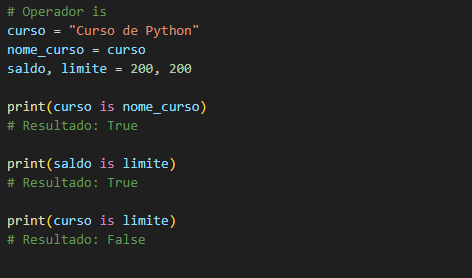 # Operador is
curso = "Curso de Python"
nome_curso = curso
saldo, limite = 200, 200
print(curso is nome_curso)
# Resultado: True
print(saldo is limite)
# Resultado: True
print(curso is limite)
# Resultado: False